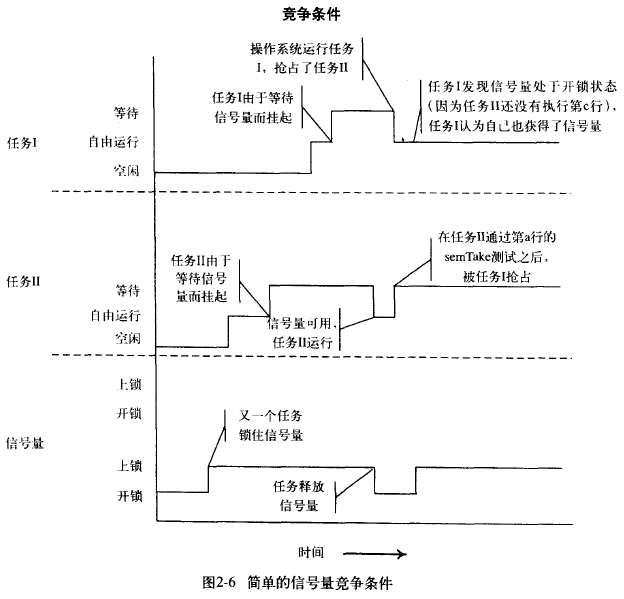 竞争条件
操作系统运行任务
I，抢占了任务II
任务I由于等待
信号量而挂起
任务I发现信号量处于开锁状态
(因为任务II还没有执行第c行)，
任务I认为自己也获得了信号量
等待
任务I
自由运行
空闲
任务II由于
等待信号
量而挂起
在任务II通过第a行的
semTake测试之后，
被任务I抢占
任务II
等待
自由运行
空闲
信号量可用，
任务II运行
上锁
开锁
信号量
上锁
开锁
又一个任务
锁住信号量
任务释放
信号量
时间
图2-6 简单的信号量竞争条件